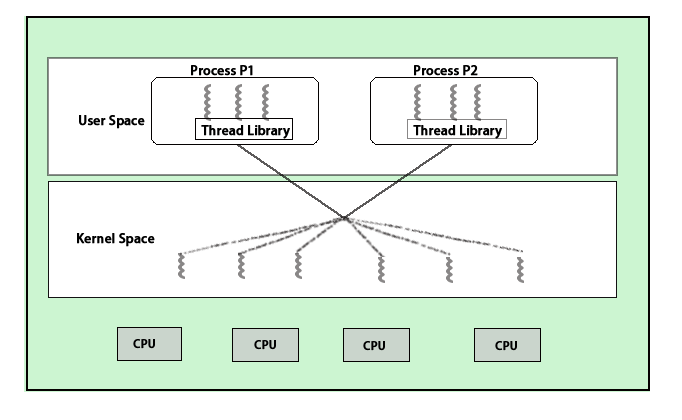 Process P1
Process P2
User Space
Thread Library
Thread Library
Kernel Space
CPU
CPU
CPU
CPU